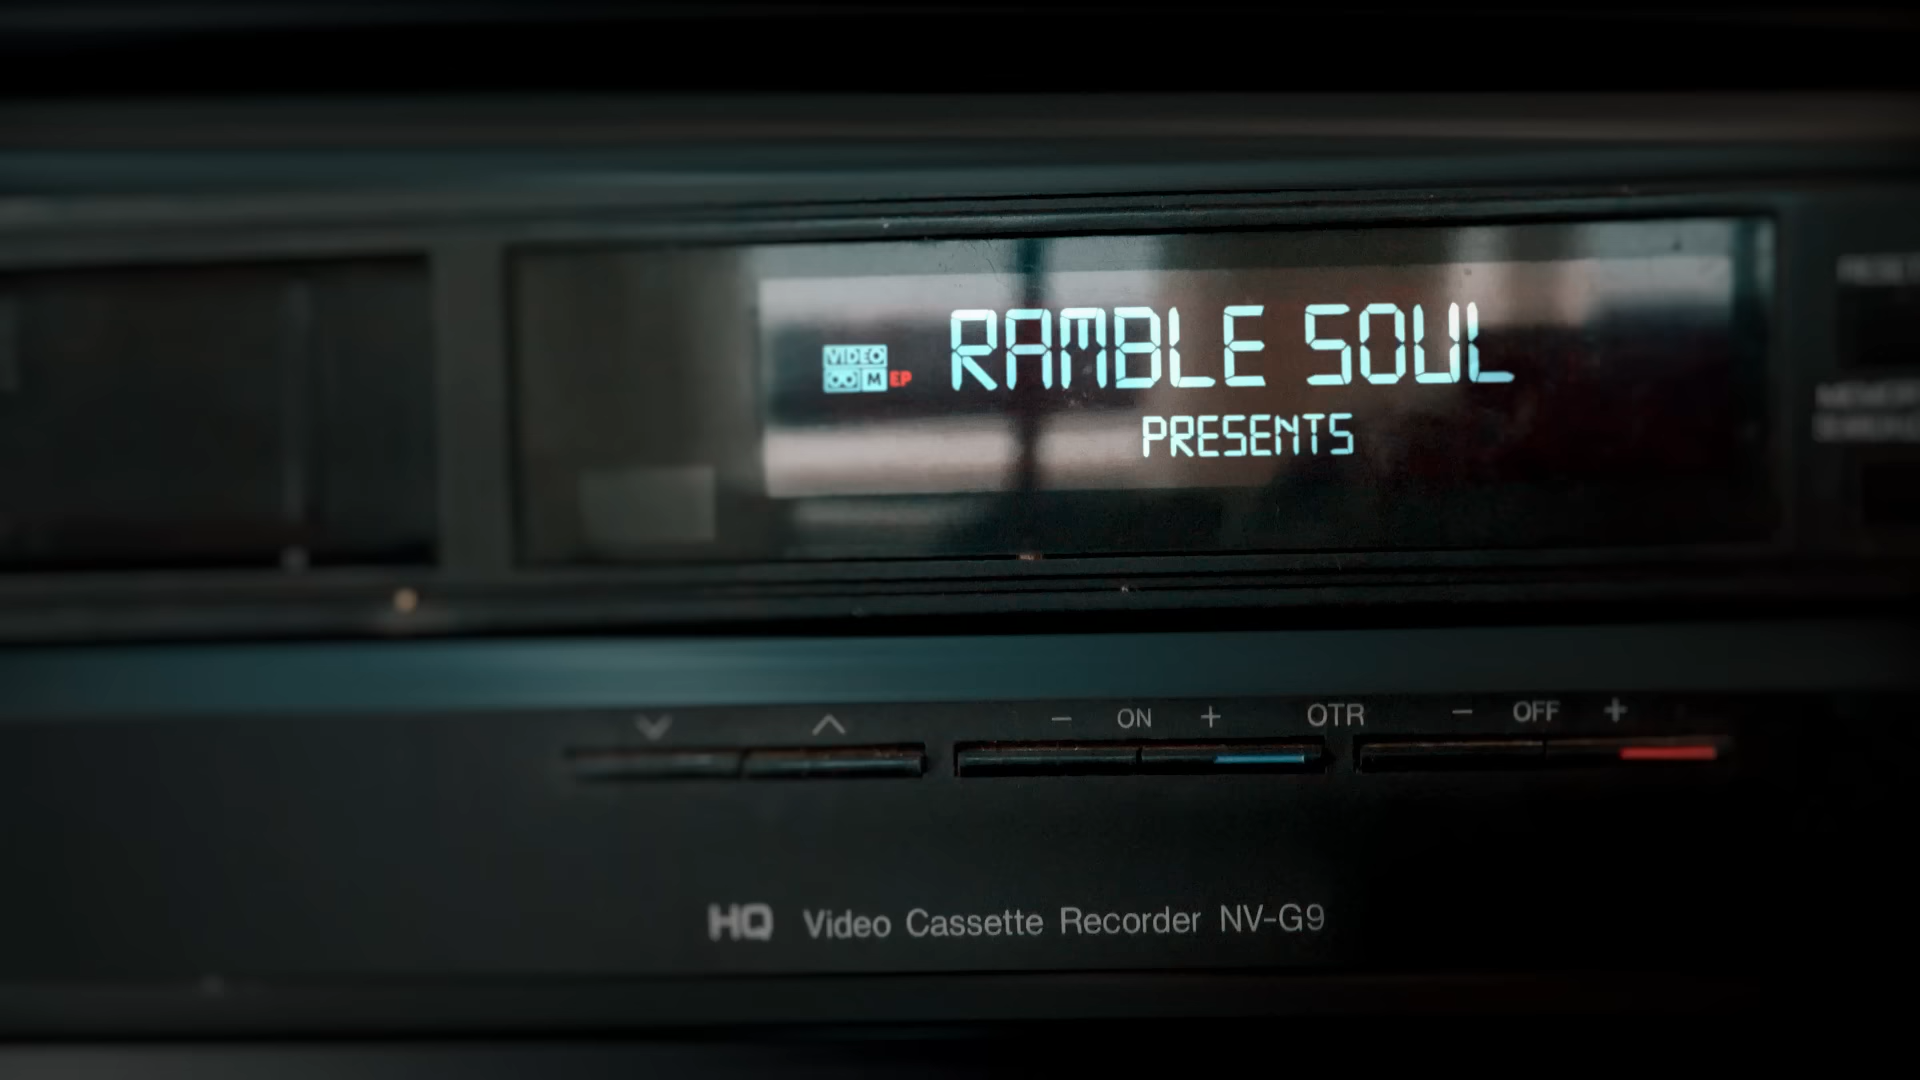 RAMBLE SOUL
VIDEO
M EP
PRESENTS
− ON + OTR − OFF +
HQ Video Cassette Recorder NV-G9